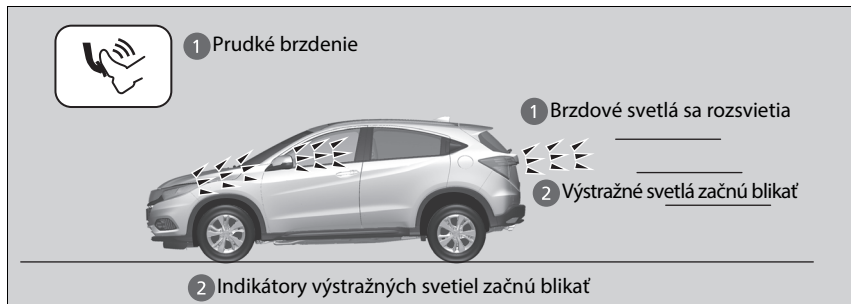 1 Prudké brzdenie
1 Brzdové svetlá sa rozsvietia
2 Výstražné svetlá začnú blikať
2 Indikátory výstražných svetiel začnú blikať